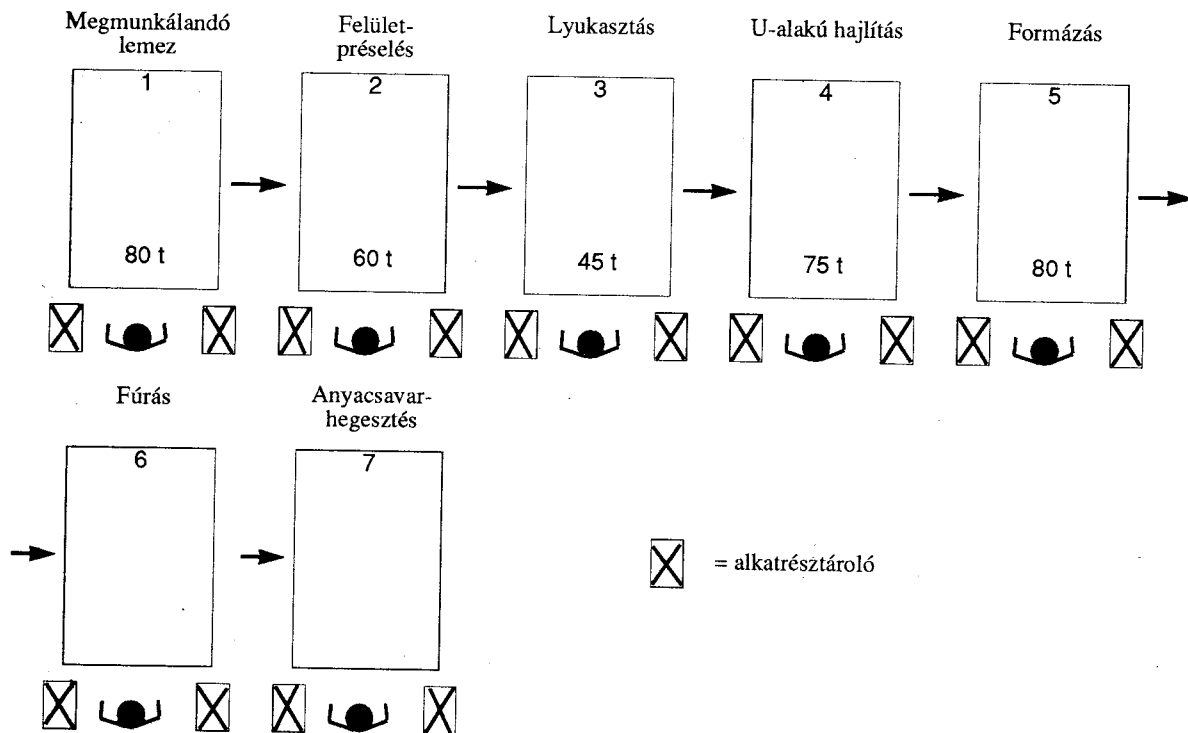 Megmunkálandó
lemez
Felület-
préselés
Lyukasztás
U-alakú hajlítás
Formázás
1
2
3
4
5
80 t
60 t
45 t
75 t
80 t
Fúrás
Anyacsavar-
hegesztés
6
7
= alkatrésztároló